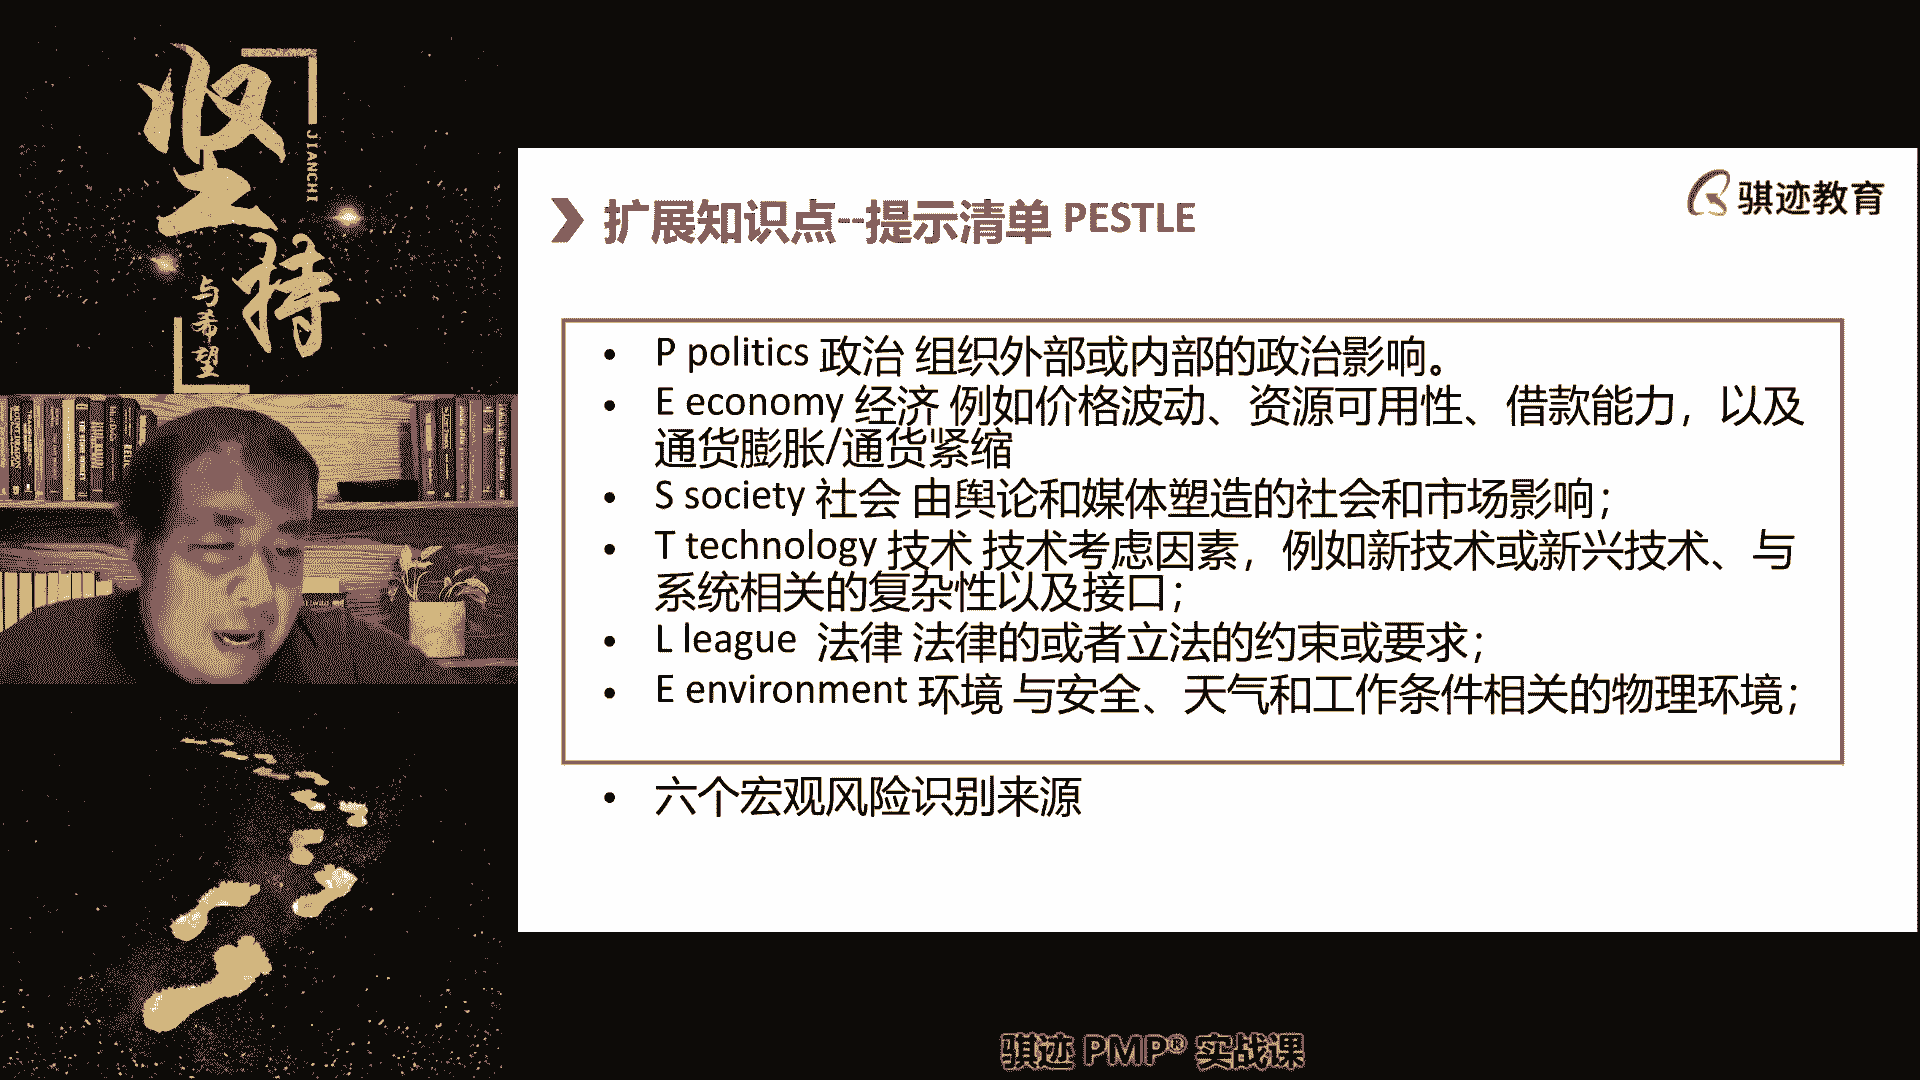 坚持
JIANCHI
与希望
骐迹教育
扩展知识点--提示清单 PESTLE
• P politics 政治 组织外部或内部的政治影响。
• E economy 经济 例如价格波动、资源可用性、借款能力，以及
通货膨胀/通货紧缩
• S society 社会 由舆论和媒体塑造的社会和市场影响；
• T technology 技术 技术考虑因素，例如新技术或新兴技术、与
系统相关的复杂性以及接口；
• L league 法律 法律的或者立法的约束或要求；
• E environment 环境 与安全、天气和工作条件相关的物理环境；
• 六个宏观风险识别来源
骐迹 PMP® 实战课